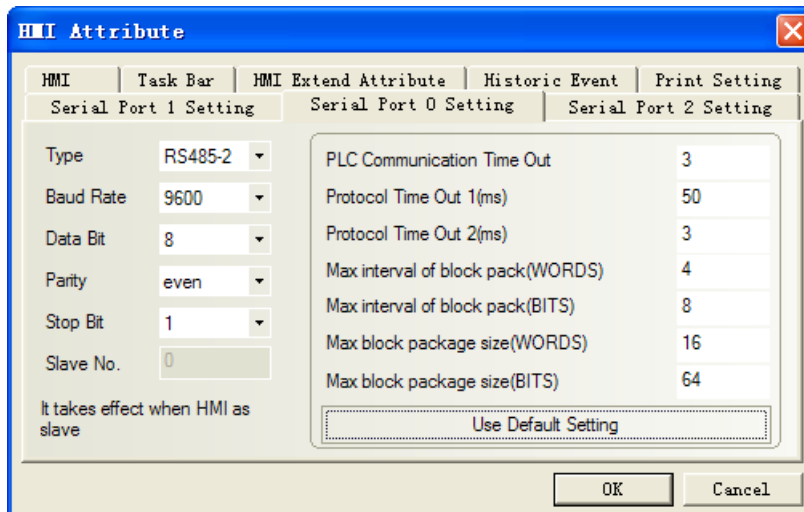 HMI Attribute
HMI Task Bar HMI Extend Attribute Historic Event Print Setting
Serial Port 1 Setting Serial Port 0 Setting Serial Port 2 Setting
Type RS485-2
Baud Rate 9600
Data Bit 8
Parity even
Stop Bit 1
Slave No. 0
It takes effect when HMI as
slave
PLC Communication Time Out 3
Protocol Time Out 1(ms) 50
Protocol Time Out 2(ms) 3
Max interval of block pack(WORDS) 4
Max interval of block pack(BITS) 8
Max block package size(WORDS) 16
Max block package size(BITS) 64
Use Default Setting
OK Cancel